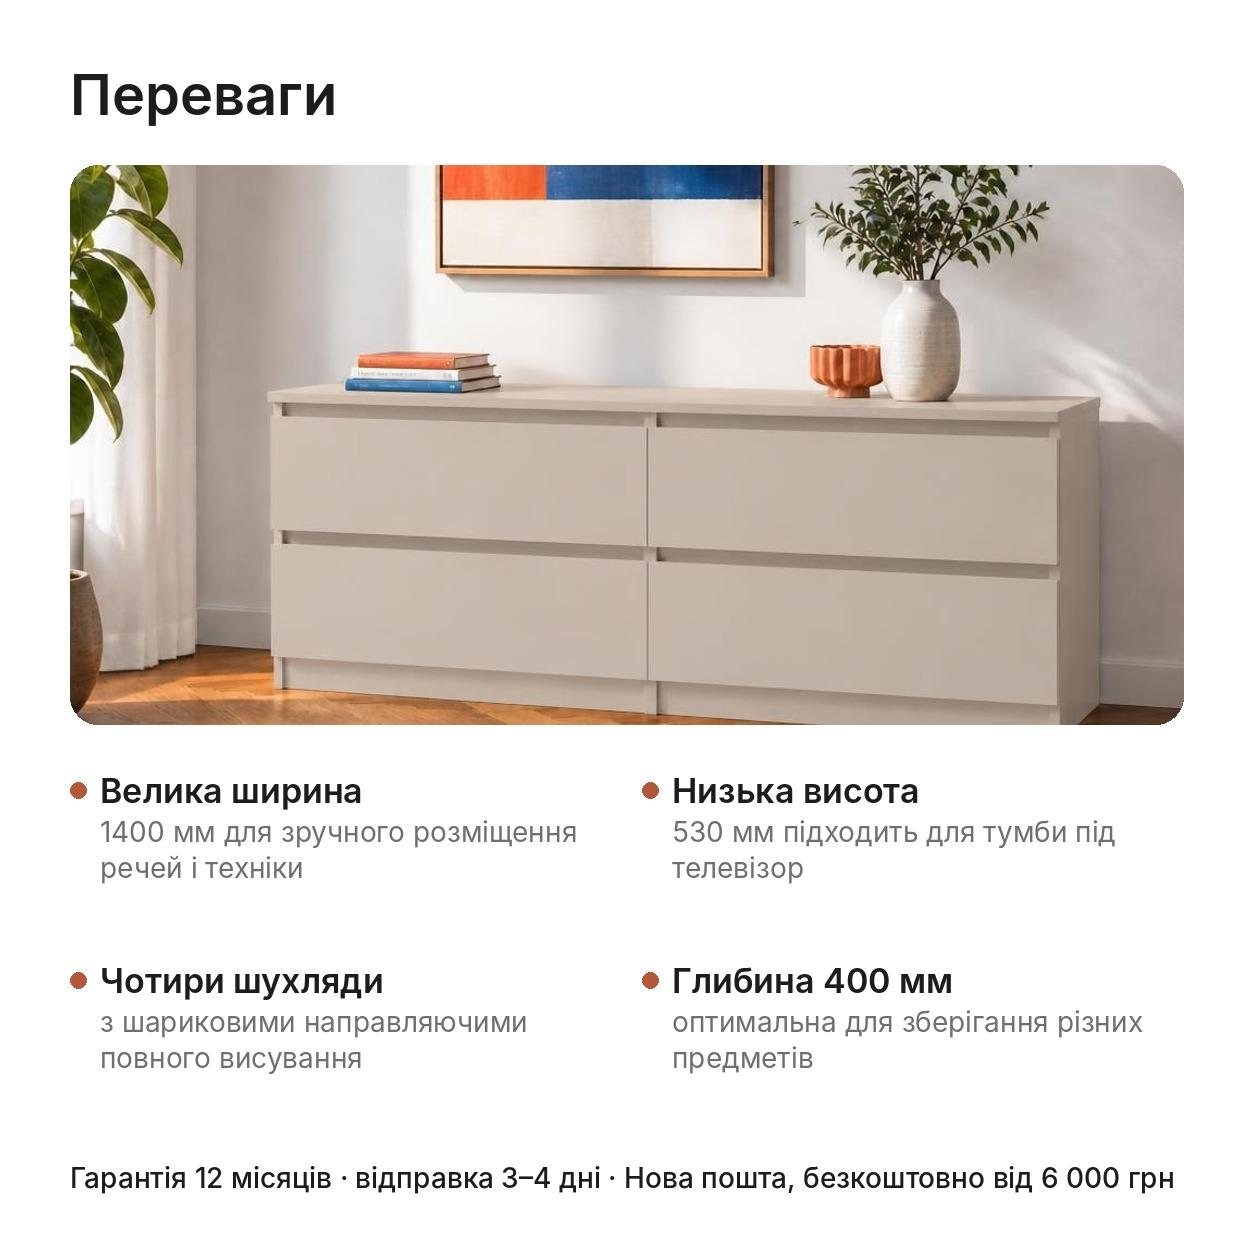 Переваги
Велика ширина
1400 мм для зручного розміщення
речей і техніки
Низька висота
530 мм підходить для тумби під
телевізор
Чотири шухляди
з шариковими направляючими
повного висування
Глибина 400 мм
оптимальна для зберігання різних
предметів
Гарантія 12 місяців · відправка 3–4 дні · Нова пошта, безкоштовно від 6 000 грн